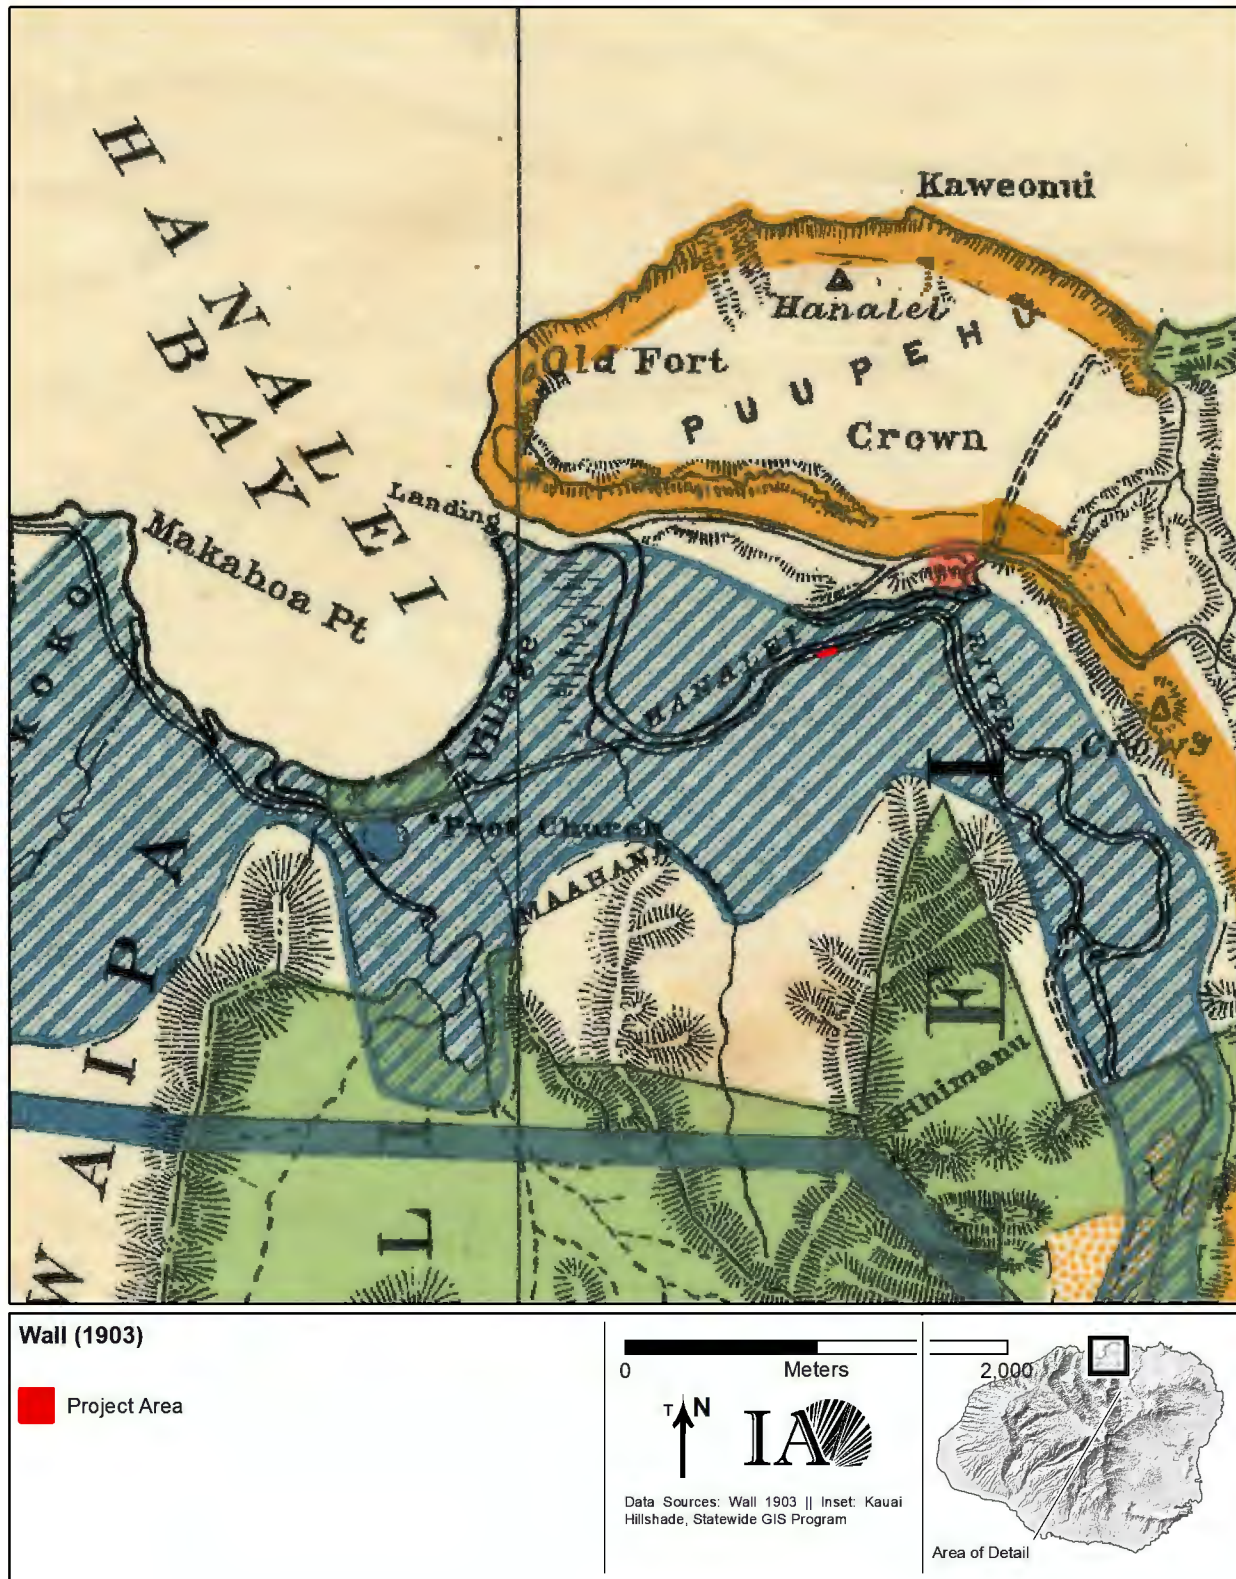 HANALEI
BAY
Kaweonui
Hanalei
Old Fort
PUUPEHU
Crown
Landing
Makahoa Pt
KOKO
Village
HANALEI
RIVER
Crows
Prot Church
MAAHANA
WAIPA
L
I
E
I
Hihimanu
Wall (1903)
Project Area
0
Meters
2,000
T
N
IA
Data Sources: Wall 1903 || Inset: Kauai
Hillshade, Statewide GIS Program
Area of Detail